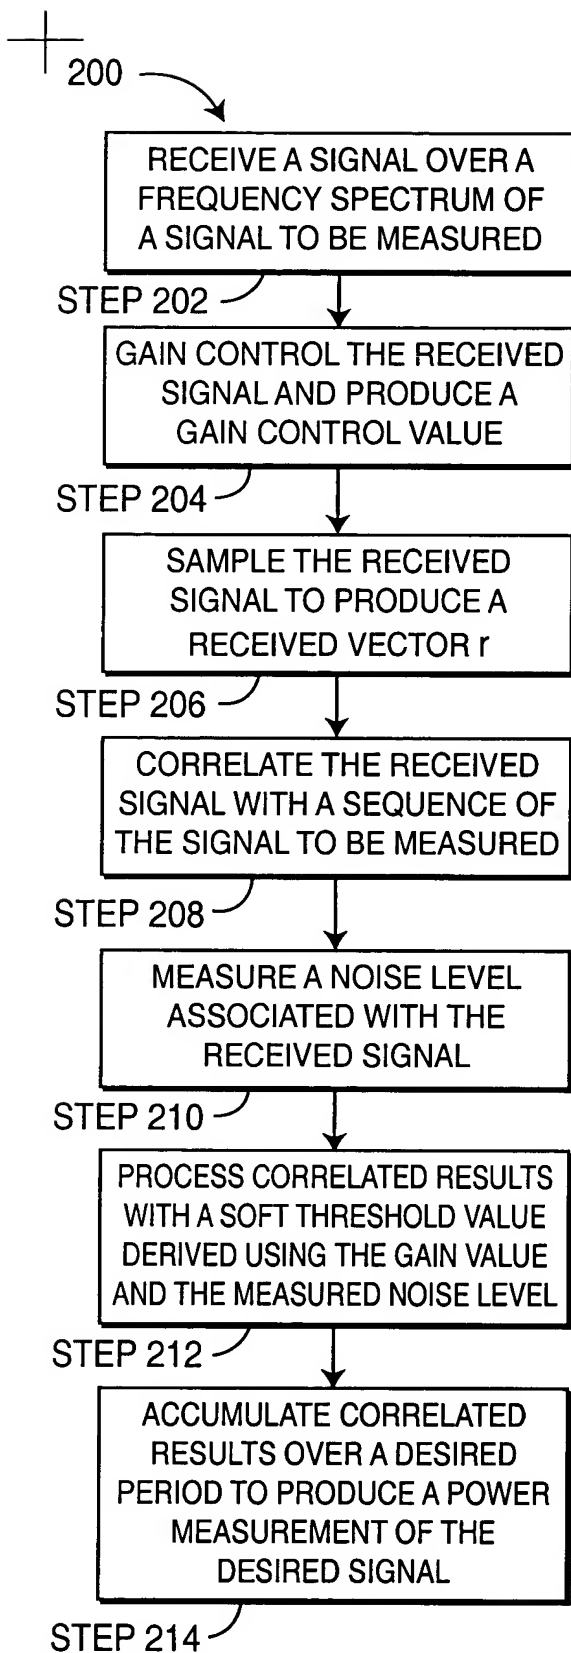 200
RECEIVE A SIGNAL OVER A
FREQUENCY SPECTRUM OF
A SIGNAL TO BE MEASURED
STEP 202
GAIN CONTROL THE RECEIVED
SIGNAL AND PRODUCE A
GAIN CONTROL VALUE
STEP 204
SAMPLE THE RECEIVED
SIGNAL TO PRODUCE A
RECEIVED VECTOR r
STEP 206
CORRELATE THE RECEIVED
SIGNAL WITH A SEQUENCE OF
THE SIGNAL TO BE MEASURED
STEP 208
MEASURE A NOISE LEVEL
ASSOCIATED WITH THE
RECEIVED SIGNAL
STEP 210
PROCESS CORRELATED RESULTS
WITH A SOFT THRESHOLD VALUE
DERIVED USING THE GAIN VALUE
AND THE MEASURED NOISE LEVEL
STEP 212
ACCUMULATE CORRELATED
RESULTS OVER A DESIRED
PERIOD TO PRODUCE A POWER
MEASUREMENT OF THE
DESIRED SIGNAL
STEP 214